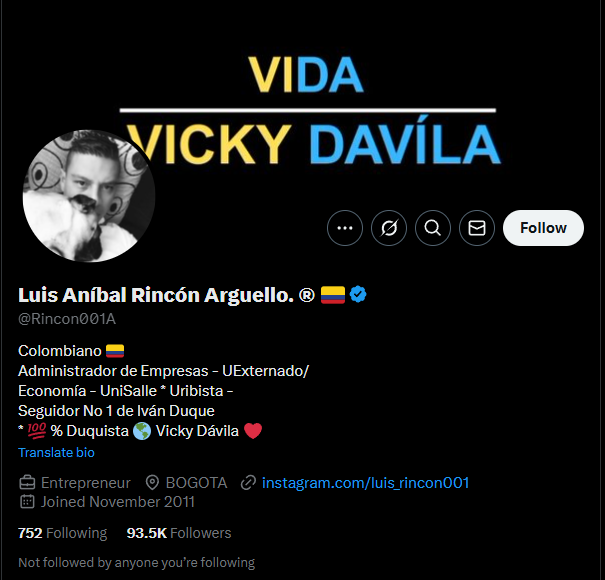 VIDA
VICKY DAVÍLA
Follow
Luis Aníbal Rincón Arguello. ® 🇨🇴
@Rincon001A
Colombiano 🇨🇴
Administrador de Empresas - UExternado/
Economía - UniSalle * Uribista -
Seguidor No 1 de Iván Duque
* 💯 % Duquista 🌎 Vicky Dávila ❤️
Translate bio
Entrepreneur BOGOTA instagram.com/luis_rincon001
Joined November 2011
752 Following 93.5K Followers
Not followed by anyone you're following